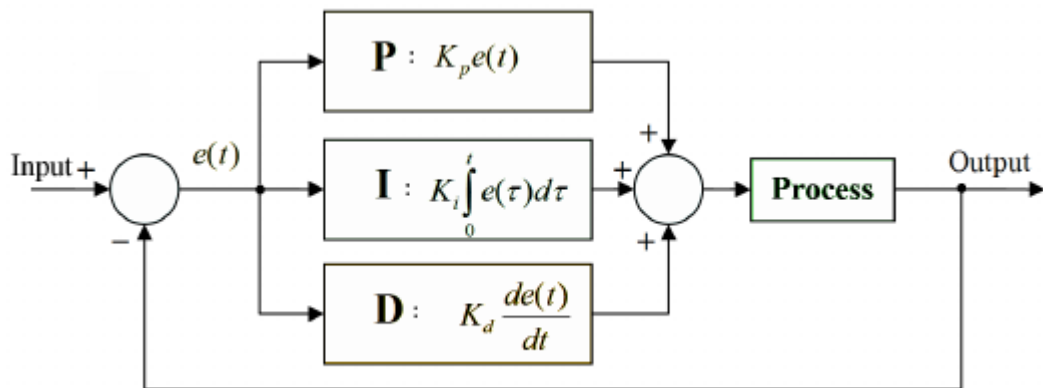 P : K_p e(t)
Input + e(t) + + Output
I : K_i ∫_0^t e(τ)dτ
Process
− +
D : K_d de(t)/dt